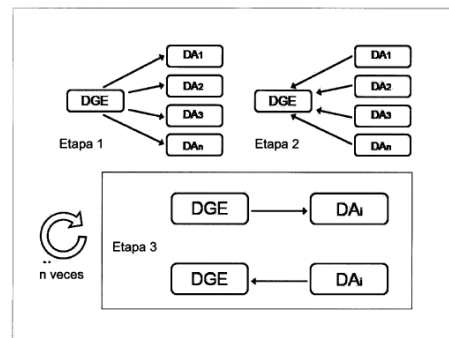 DA1
DA2
DGE
DA3
DAn
Etapa 1
DA1
DA2
DGE
DA3
DAn
Etapa 2
DGE
DAi
Etapa 3
DGE
DAi
n veces